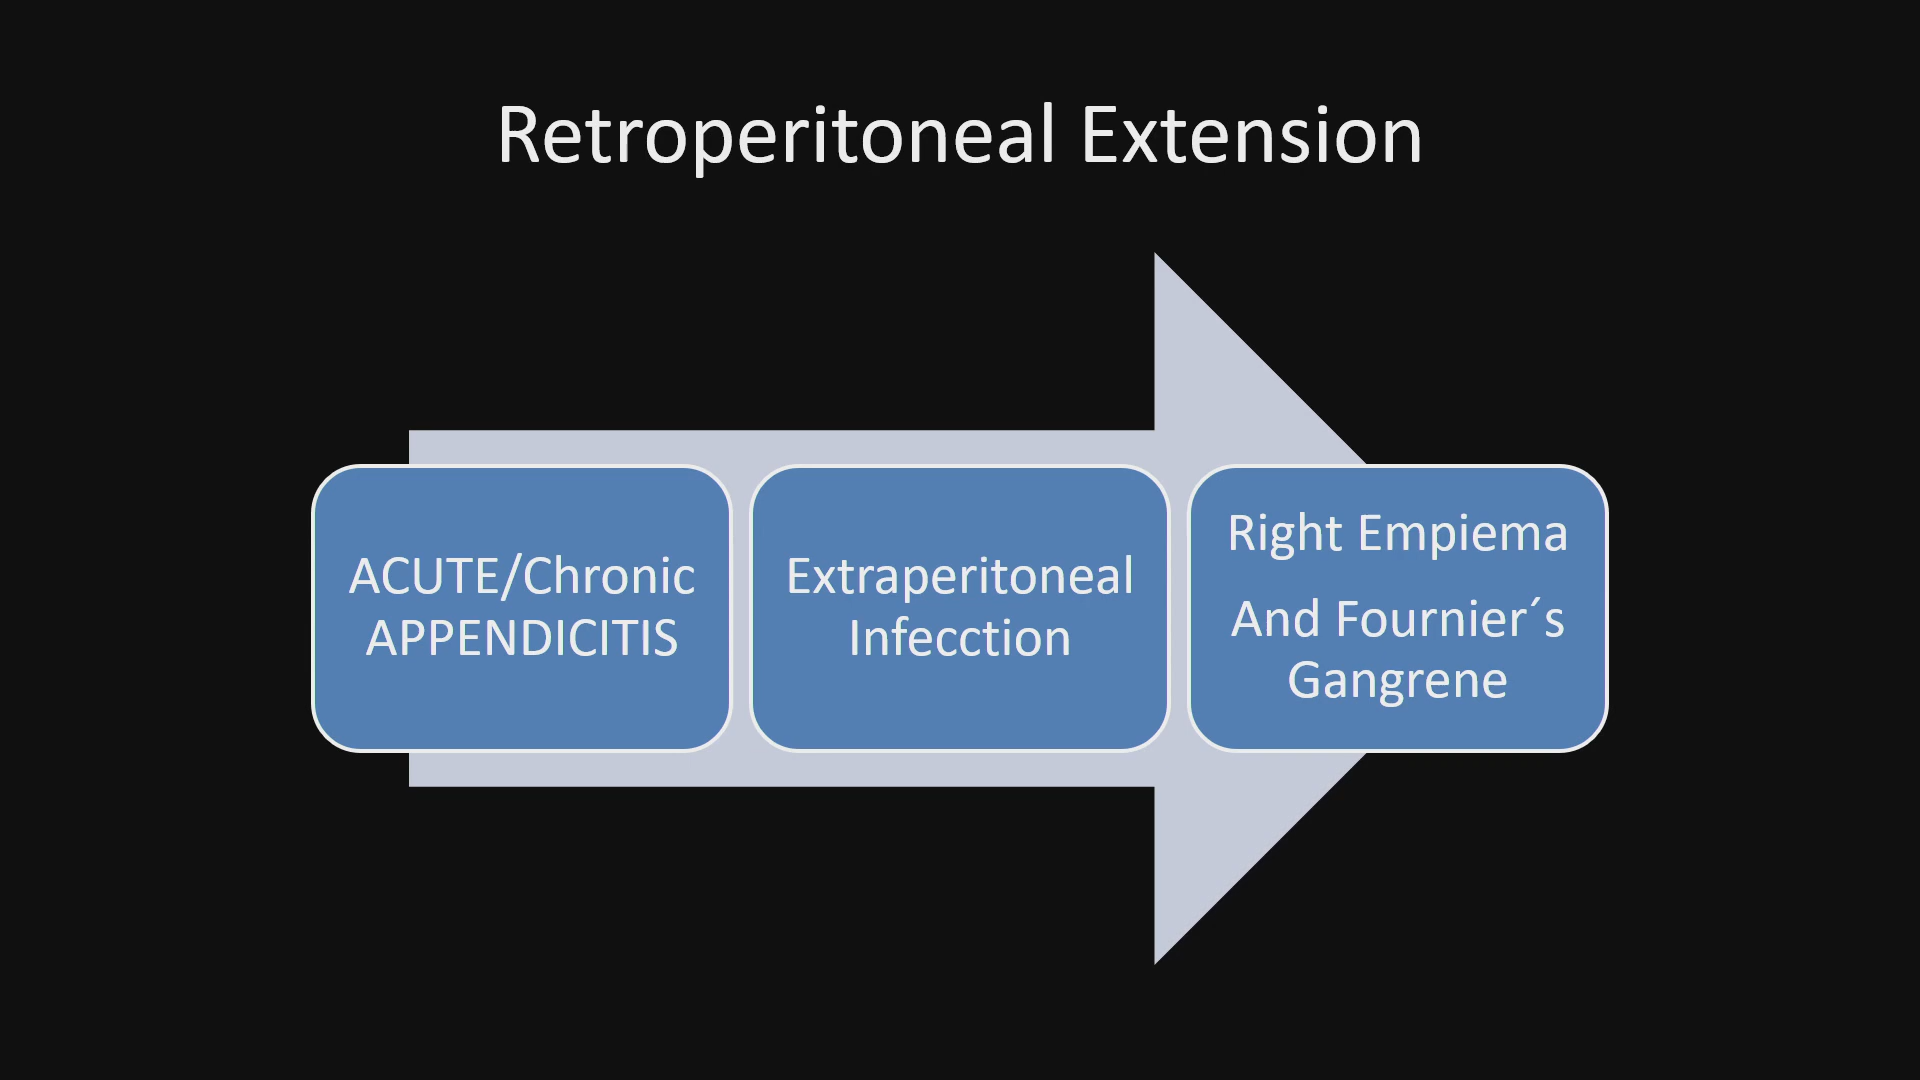 Retroperitoneal Extension
ACUTE/Chronic
APPENDICITIS
Extraperitoneal
Infecction
Right Empiema
And Fournier´s
Gangrene